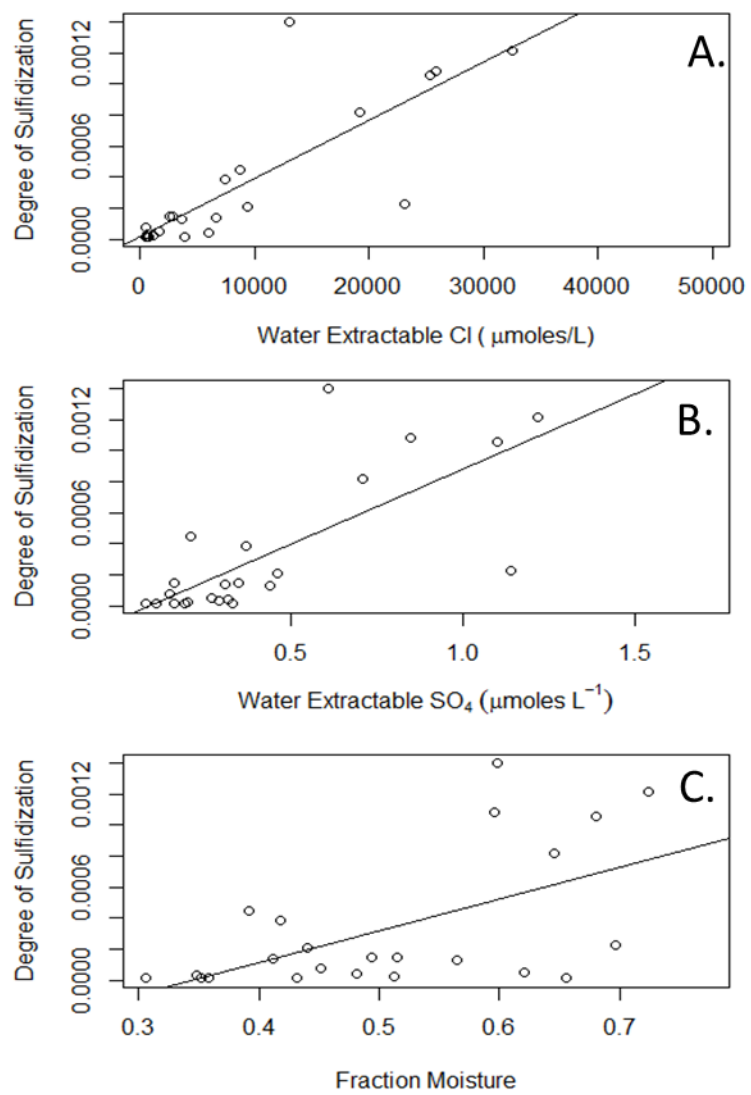 A.
Degree of Sulfidization
0.0000 0.0006 0.0012
0 10000 20000 30000 40000 50000
Water Extractable Cl ( μmoles/L)
B.
Degree of Sulfidization
0.0000 0.0006 0.0012
0.5 1.0 1.5
Water Extractable SO₄ (μmoles L⁻¹)
C.
Degree of Sulfidization
0.0000 0.0006 0.0012
0.3 0.4 0.5 0.6 0.7
Fraction Moisture